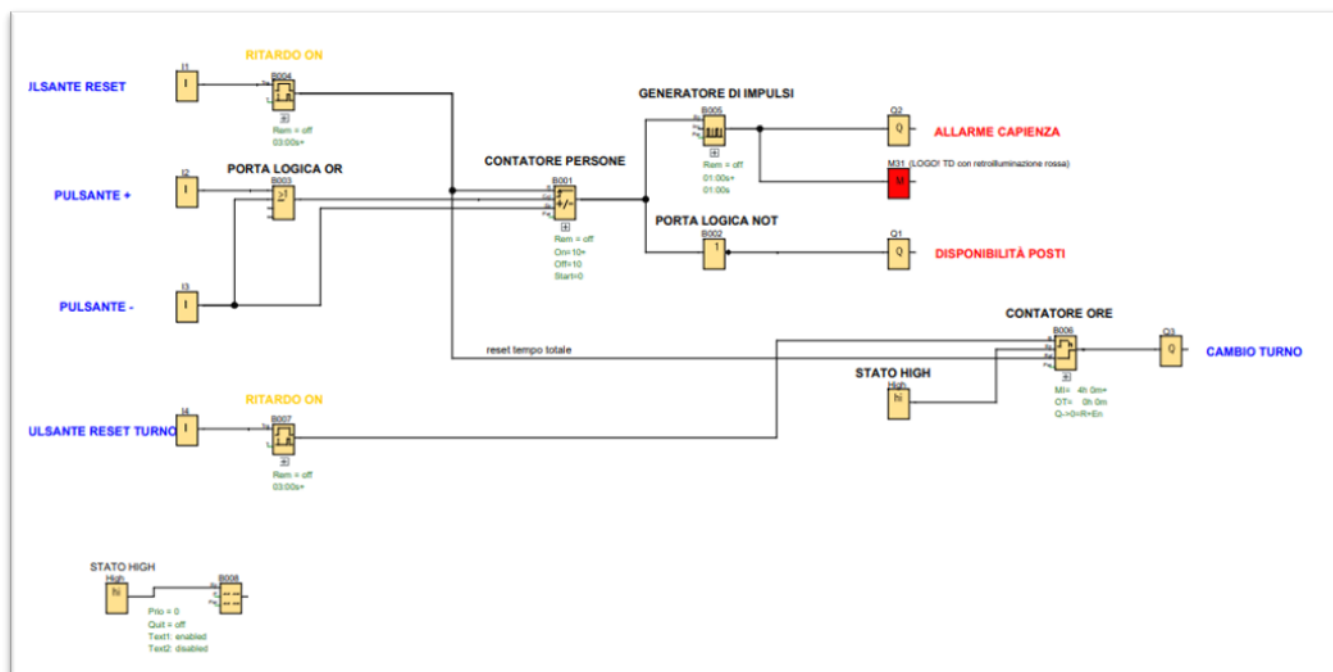 RITARDO ON
I1
B004
ULSANTE RESET
I
Rem = off
03:00s+
GENERATORE DI IMPULSI
B005
Q2
Q
ALLARME CAPIENZA
Rem = off
01:00s+
01:00s
M31 (LOGO! TD con retroilluminazione rossa)
M
PORTA LOGICA OR
I2
B003
I
≥1
PULSANTE +
CONTATORE PERSONE
B001
+/-
Rem = off
On=10+
Off=10
Start=0
PORTA LOGICA NOT
B002
1
Q1
Q
DISPONIBILITÀ POSTI
I3
I
PULSANTE -
CONTATORE ORE
B006
Q3
Q
CAMBIO TURNO
reset tempo totale
STATO HIGH
High
hi
MI= 4h 0m+
OT= 0h 0m
Q->0=R+En
RITARDO ON
I4
B007
ULSANTE RESET TURNO
I
Rem = off
03:00s+
STATO HIGH
High
B008
hi
Prio = 0
Quit = off
Text1: enabled
Text2: disabled